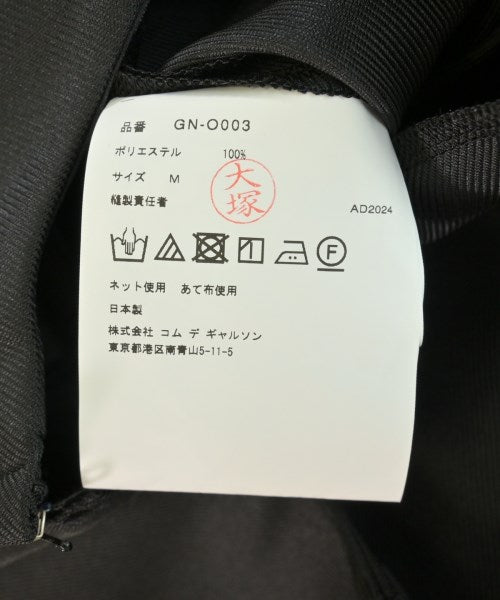 品番 GN-O003
ポリエステル 100%
サイズ M
縫製責任者
大塚
AD2024
ネット使用 あて布使用
日本製
株式会社 コム デ ギャルソン
東京都港区南青山5-11-5
F